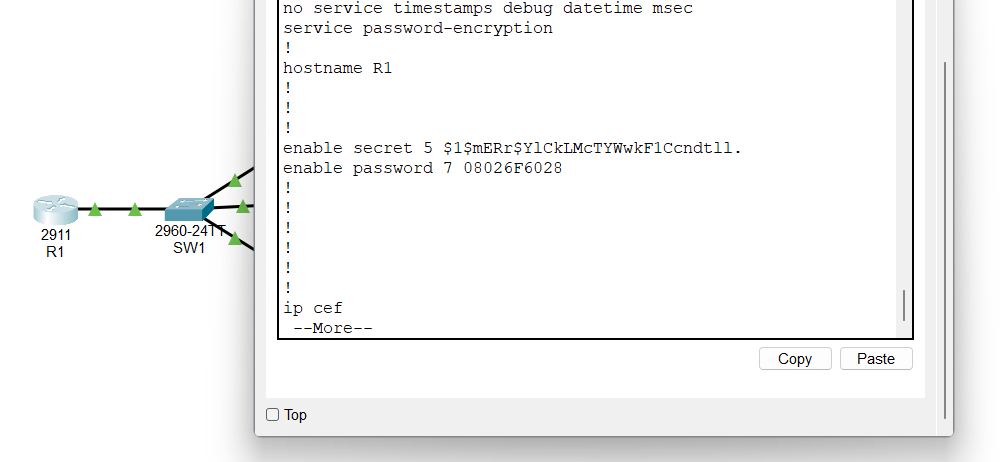 no service timestamps debug datetime msec
service password-encryption
!
hostname R1
!
!
!
enable secret 5 $1$mERr$YlCkLMcTYWwkF1Ccndtll.
enable password 7 08026F6028
!
!
!
!
!
!
ip cef
--More--
Copy
Paste
Top
2911
R1
2960-24TT
SW1